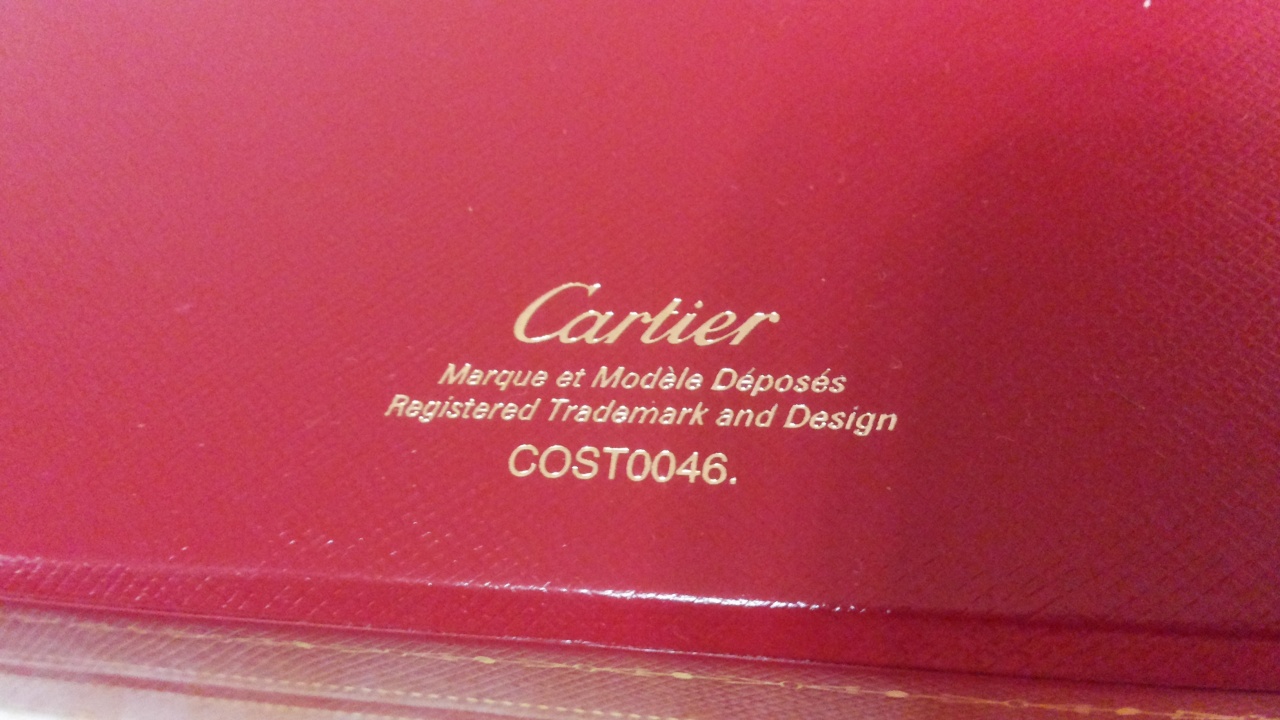 Cartier
Marque et Modèle Déposés
Registered Trademark and Design
COST0046.